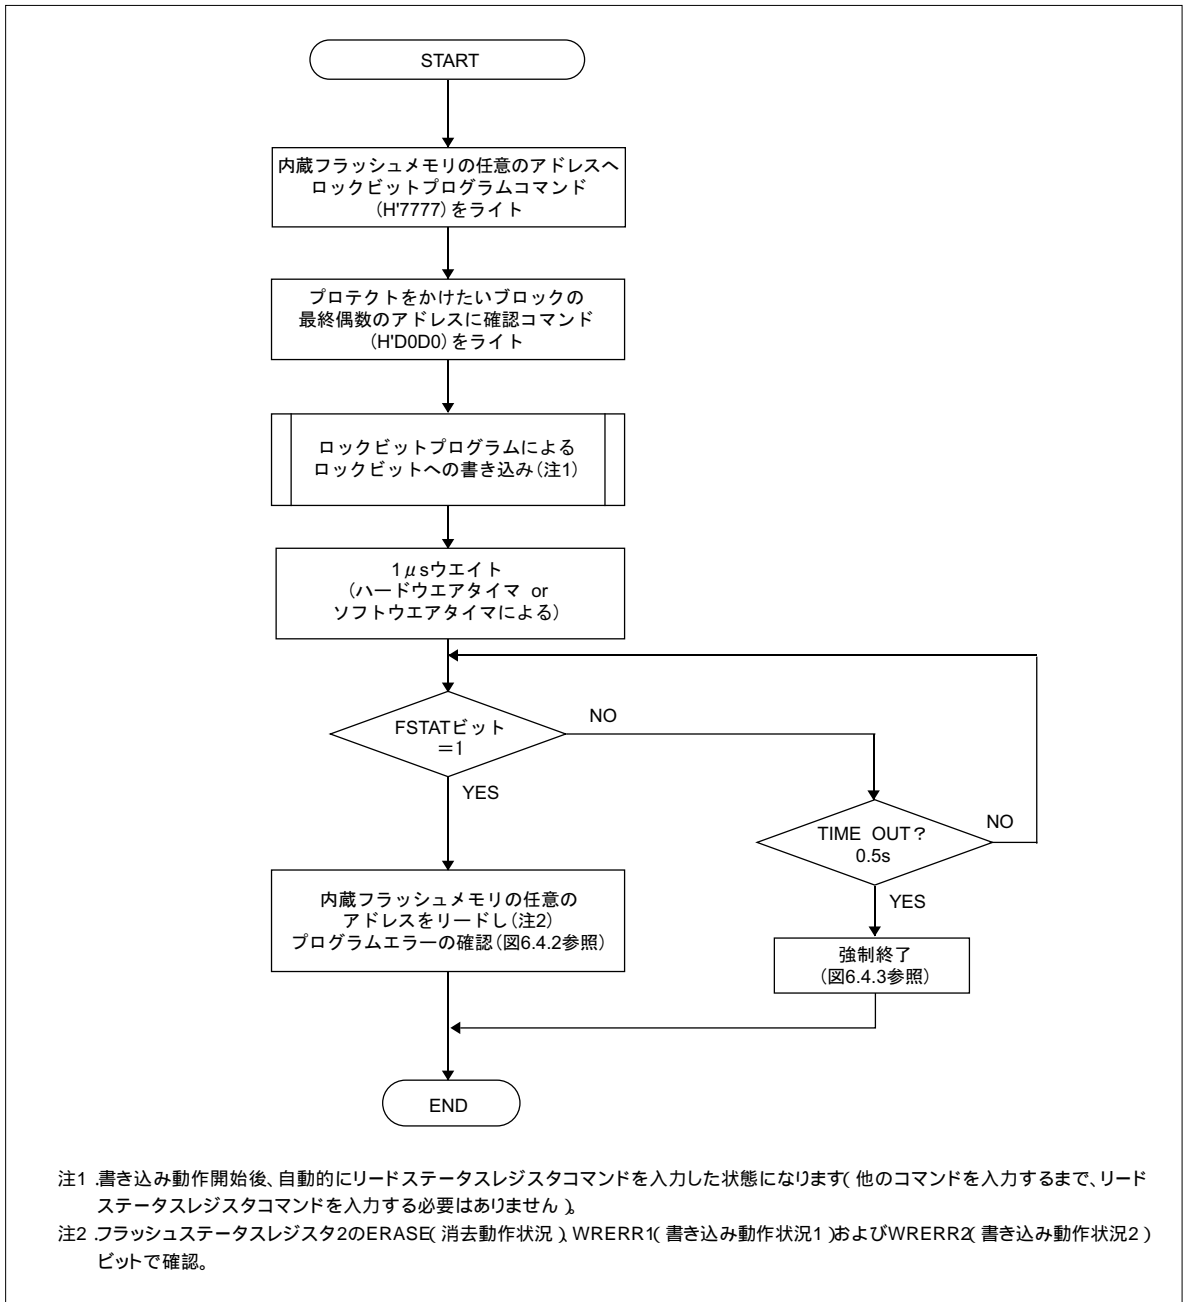 START
内蔵フラッシュメモリの任意のアドレスへ
ロックビットプログラムコマンド
(H'7777)をライト
プロテクトをかけたいブロックの
最終偶数のアドレスに確認コマンド
(H'D0D0)をライト
ロックビットプログラムによる
ロックビットへの書き込み(注1)
1μsウエイト
(ハードウエアタイマ or
ソフトウエアタイマによる)
FSTATビット
＝1
NO
YES
TIME OUT？
0.5s
NO
YES
内蔵フラッシュメモリの任意の
アドレスをリードし(注2)
プログラムエラーの確認(図6.4.2参照)
強制終了
(図6.4.3参照)
END
注1.書き込み動作開始後、自動的にリードステータスレジスタコマンドを入力した状態になります(他のコマンドを入力するまで、リード
ステータスレジスタコマンドを入力する必要はありません)。
注2.フラッシュステータスレジスタ2のERASE(消去動作状況)、WRERR1(書き込み動作状況1)およびWRERR2(書き込み動作状況2)
ビットで確認。